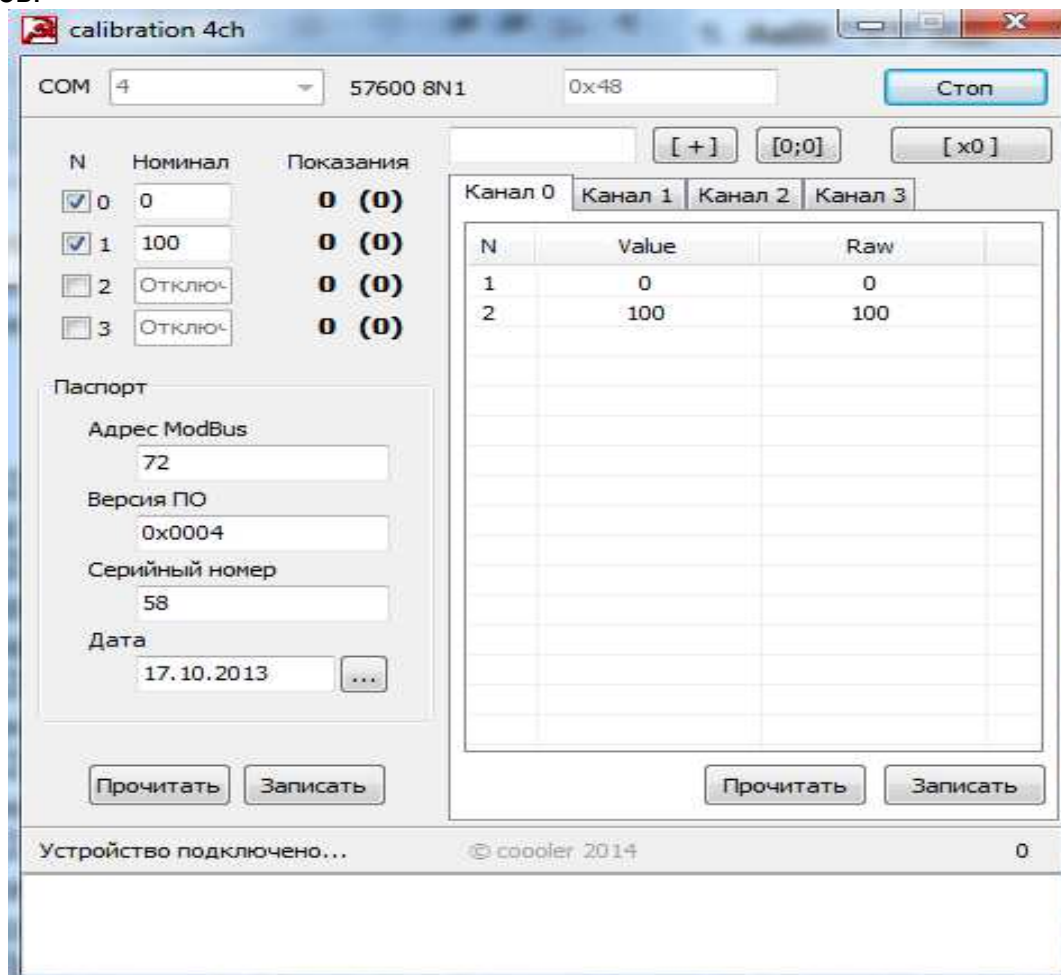 calibration 4ch
COM 4 57600 8N1 0x48 Стоп
[ + ] [0;0] [ x0 ]
N Номинал Показания
0 0 0 (0)
1 100 0 (0)
2 Отключ 0 (0)
3 Отключ 0 (0)
Канал 0 Канал 1 Канал 2 Канал 3
N Value Raw
1 0 0
2 100 100
Паспорт
Адрес ModBus
72
Версия ПО
0x0004
Серийный номер
58
Дата
17.10.2013 ...
Прочитать Записать
Прочитать Записать
Устройство подключено... © coooler 2014 0